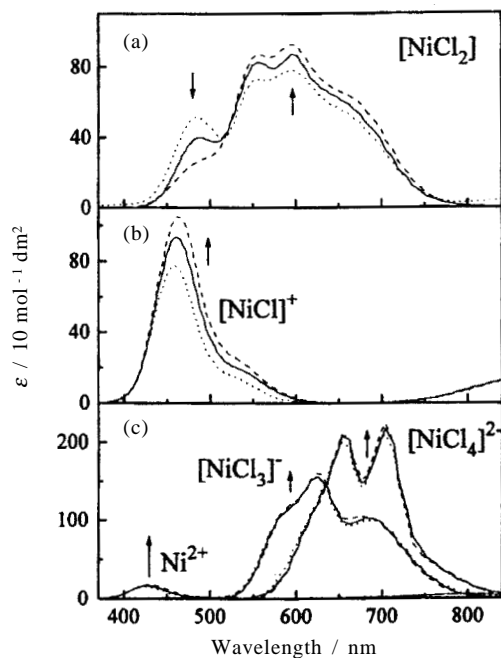 (a)
[NiCl₂]
80
40
0
(b)
[NiCl]⁺
80
40
0
(c)
[NiCl₄]²⁻
[NiCl₃]⁻
Ni²⁺
200
100
0
400 500 600 700 800
Wavelength / nm
ε / 10 mol⁻¹ dm²